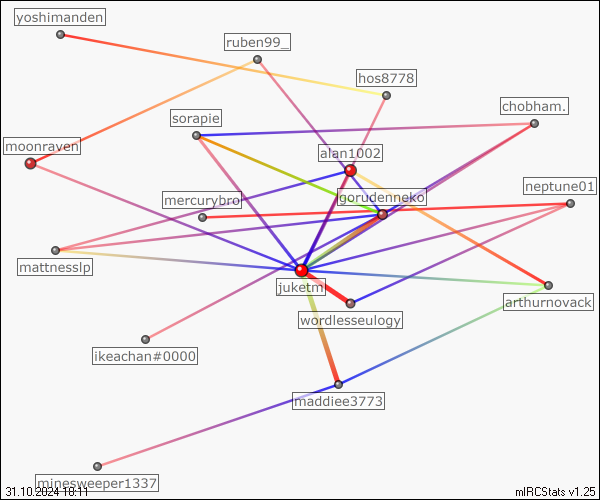 yoshimanden
ruben99_
hos8778
chobham.
sorapie
moonraven
alan1002
neptune01
gorudenneko
mercurybro
mattnesslp
juketm
arthurnovack
wordlesseulogy
ikeachan#0000
maddiee3773
minesweeper1337
31.10.2024 18:11
mIRCStats v1.25